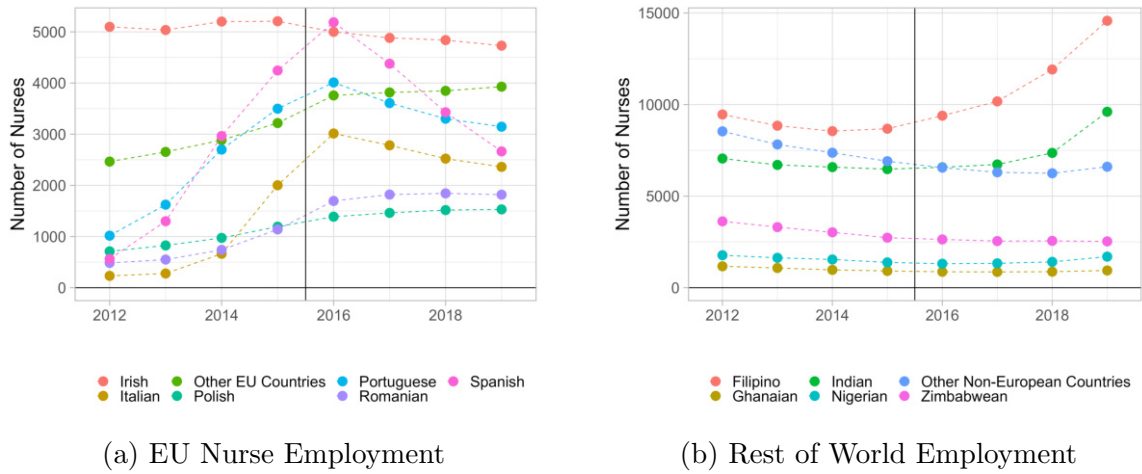 Number of Nurses
5000
4000
3000
2000
1000
0
2012
2014
2016
2018
Irish
Other EU Countries
Portuguese
Spanish
Italian
Polish
Romanian
(a) EU Nurse Employment
Number of Nurses
15000
10000
5000
0
2012
2014
2016
2018
Filipino
Indian
Other Non-European Countries
Ghanaian
Nigerian
Zimbabwean
(b) Rest of World Employment